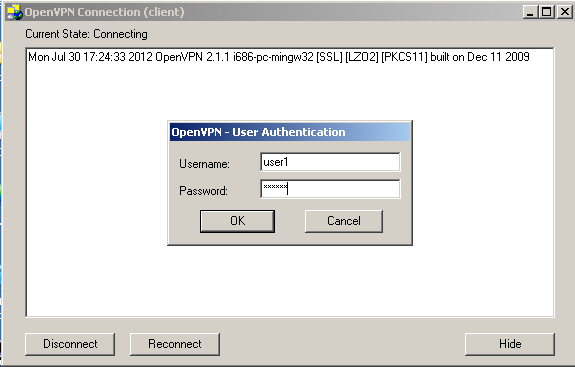 OpenVPN Connection (client)
Current State: Connecting
Mon Jul 30 17:24:33 2012 OpenVPN 2.1.1 i686-pc-mingw32 [SSL] [LZO2] [PKCS11] built on Dec 11 2009
OpenVPN - User Authentication
Username: user1
Password: ××××××
OK Cancel
Disconnect Reconnect Hide